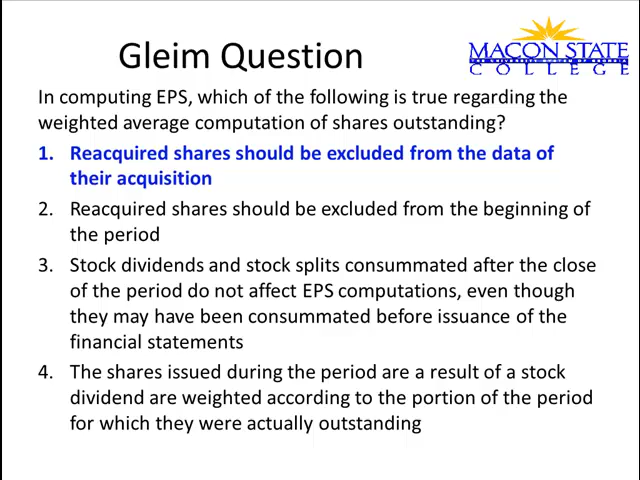 Gleim Question
MACON STATE
COLLEGE
In computing EPS, which of the following is true regarding the
weighted average computation of shares outstanding?
1. Reacquired shares should be excluded from the data of
their acquisition
2. Reacquired shares should be excluded from the beginning of
the period
3. Stock dividends and stock splits consummated after the close
of the period do not affect EPS computations, even though
they may have been consummated before issuance of the
financial statements
4. The shares issued during the period are a result of a stock
dividend are weighted according to the portion of the period
for which they were actually outstanding